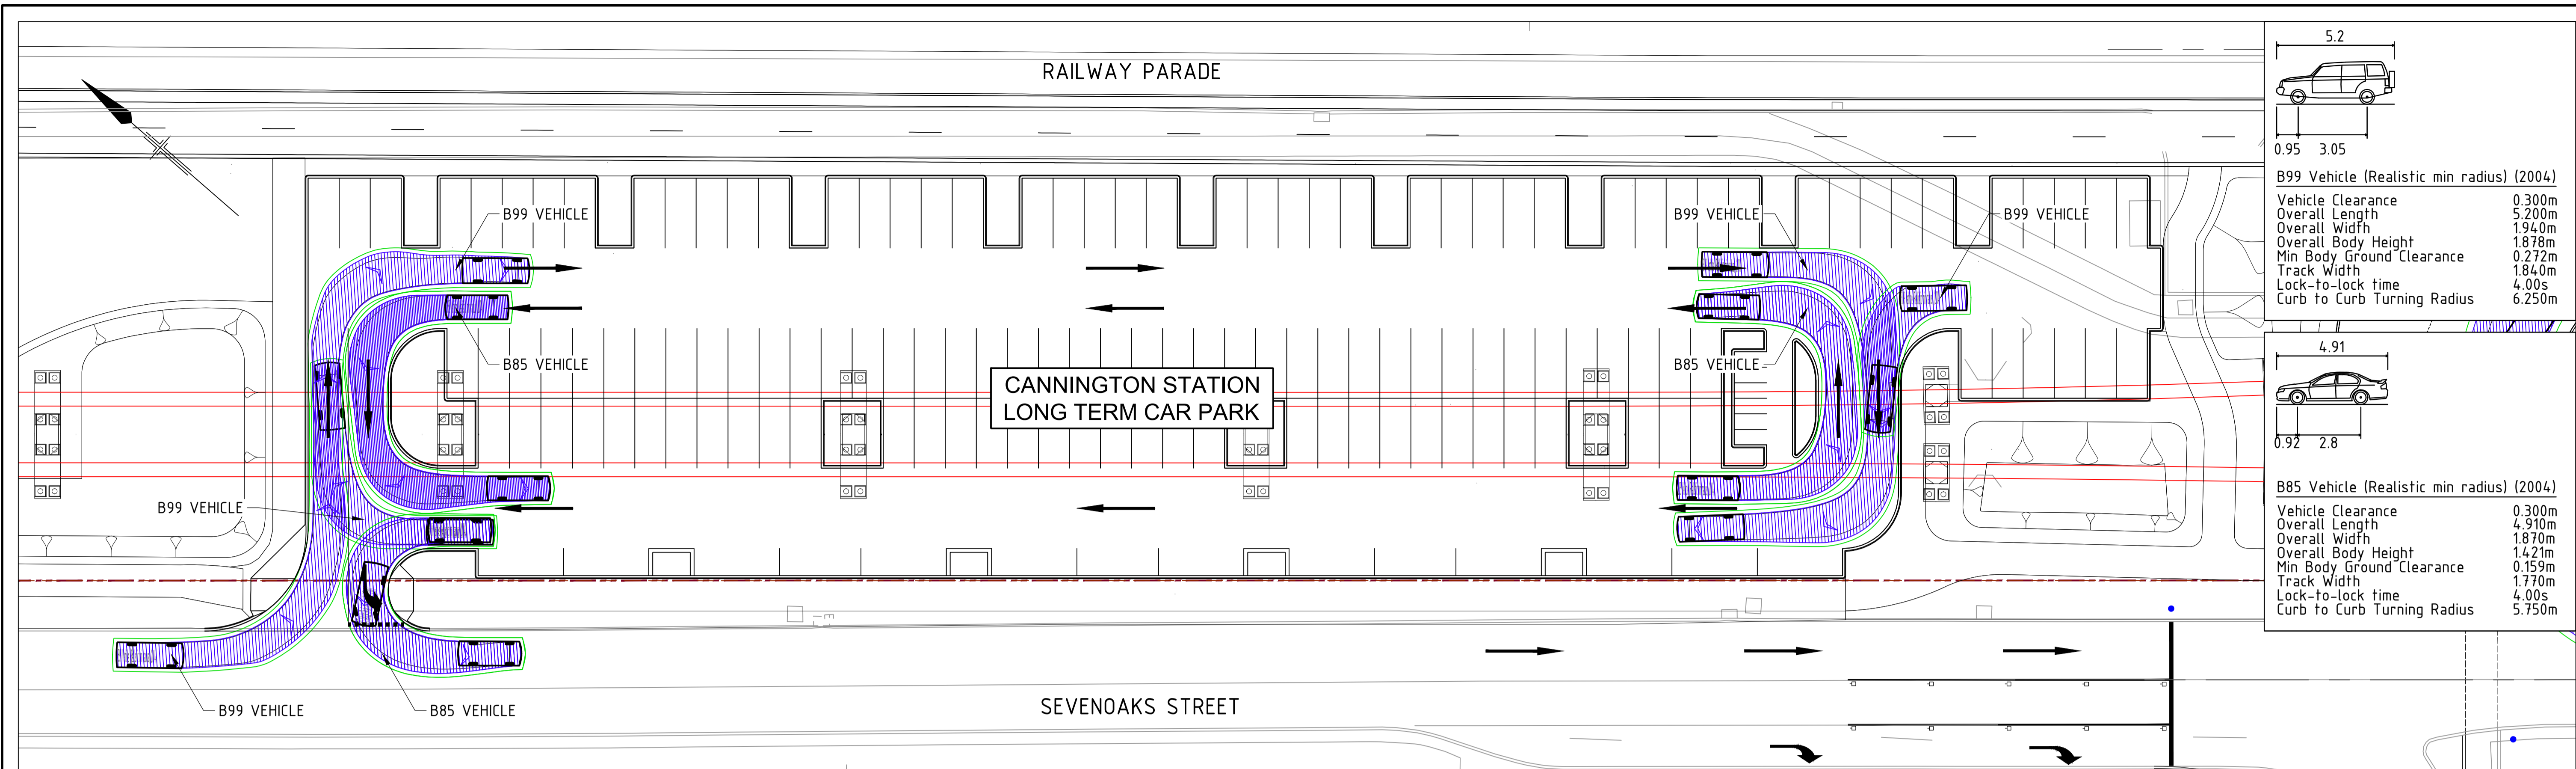 RAILWAY PARADE
B99 VEHICLE
B85 VEHICLE
B99 VEHICLE
B99 VEHICLE
B85 VEHICLE
CANNINGTON STATION
LONG TERM CAR PARK
B99 VEHICLE
B99 VEHICLE
B85 VEHICLE
SEVENOAKS STREET
5.2
0.95 3.05
B99 Vehicle (Realistic min radius) (2004)
Vehicle Clearance 0.300m
Overall Length 5.200m
Overall Width 1.940m
Overall Body Height 1.878m
Min Body Ground Clearance 0.272m
Track Width 1.840m
Lock-to-lock time 4.00s
Curb to Curb Turning Radius 6.250m
4.91
0.92 2.8
B85 Vehicle (Realistic min radius) (2004)
Vehicle Clearance 0.300m
Overall Length 4.910m
Overall Width 1.870m
Overall Body Height 1.421m
Min Body Ground Clearance 0.159m
Track Width 1.770m
Lock-to-lock time 4.00s
Curb to Curb Turning Radius 5.750m